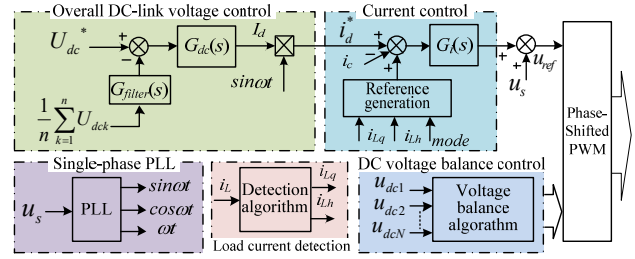 Overall DC-link voltage control
Current control
U_dc*
+
−
G_dc(s)
I_d
sinωt
G_filter(s)
1/n ∑_{k=1}^{n} U_dck
i_d*
+
−
i_c
+
G_i(s)
+
+
u_s
u_ref
Reference
generation
i_Lq
i_Lh
mode
Phase-
Shifted
PWM
Single-phase PLL
u_s
PLL
sinωt
cosωt
ωt
i_L
Detection
algorithm
i_Lq
i_Lh
Load current detection
DC voltage balance control
u_dc1
u_dc2
u_dcN
Voltage
balance
algorathm